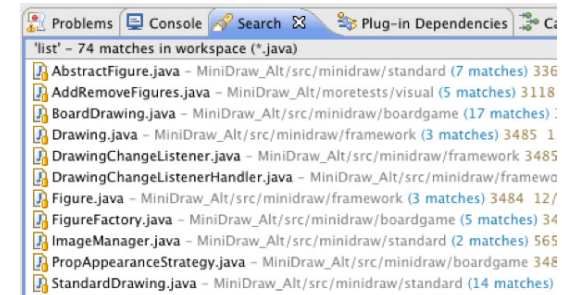 Problems Console Search Plug-in Dependencies
'list' – 74 matches in workspace (*.java)
AbstractFigure.java – MiniDraw_Alt/src/minidraw/standard (7 matches) 336
AddRemoveFigures.java – MiniDraw_Alt/moretests/visual (5 matches) 3118
BoardDrawing.java – MiniDraw_Alt/src/minidraw/boardgame (17 matches)
Drawing.java – MiniDraw_Alt/src/minidraw/framework (3 matches) 3485 1
DrawingChangeListener.java – MiniDraw_Alt/src/minidraw/framework 3485
DrawingChangeListenerHandler.java – MiniDraw_Alt/src/minidraw/framewo
Figure.java – MiniDraw_Alt/src/minidraw/framework (3 matches) 3484 12/
FigureFactory.java – MiniDraw_Alt/src/minidraw/boardgame (5 matches) 34
ImageManager.java – MiniDraw_Alt/src/minidraw/standard (2 matches) 565
PropAppearanceStrategy.java – MiniDraw_Alt/src/minidraw/boardgame 348
StandardDrawing.java – MiniDraw_Alt/src/minidraw/standard (14 matches)